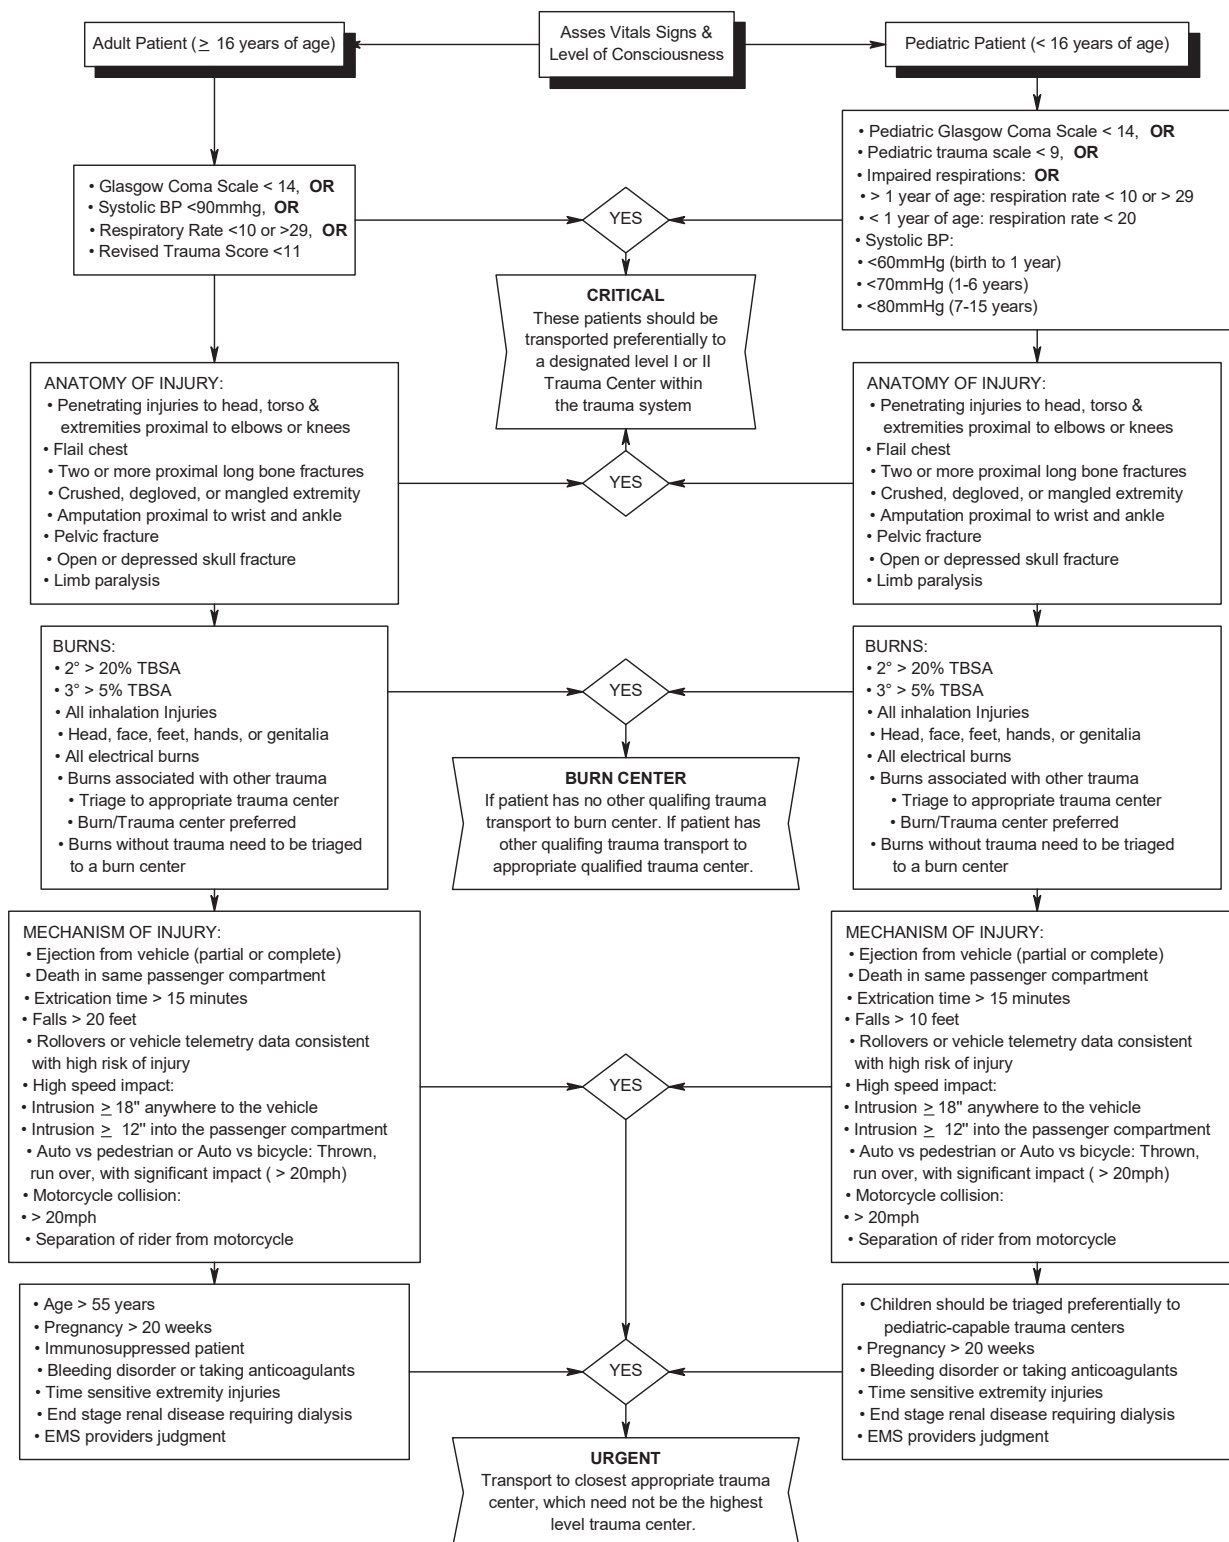 Adult Patient ( ≥ 16 years of age)
Asses Vitals Signs &
Level of Consciousness
Pediatric Patient (< 16 years of age)
• Glasgow Coma Scale < 14, OR
• Systolic BP <90mmhg, OR
• Respiratory Rate <10 or >29, OR
• Revised Trauma Score <11
YES
• Pediatric Glasgow Coma Scale < 14, OR
• Pediatric trauma scale < 9, OR
• Impaired respirations: OR
• > 1 year of age: respiration rate < 10 or > 29
• < 1 year of age: respiration rate < 20
• Systolic BP:
• <60mmHg (birth to 1 year)
• <70mmHg (1-6 years)
• <80mmHg (7-15 years)
CRITICAL
These patients should be
transported preferentially to
a designated level I or II
Trauma Center within
the trauma system
ANATOMY OF INJURY:
• Penetrating injuries to head, torso &
extremities proximal to elbows or knees
• Flail chest
• Two or more proximal long bone fractures
• Crushed, degloved, or mangled extremity
• Amputation proximal to wrist and ankle
• Pelvic fracture
• Open or depressed skull fracture
• Limb paralysis
YES
ANATOMY OF INJURY:
• Penetrating injuries to head, torso &
extremities proximal to elbows or knees
• Flail chest
• Two or more proximal long bone fractures
• Crushed, degloved, or mangled extremity
• Amputation proximal to wrist and ankle
• Pelvic fracture
• Open or depressed skull fracture
• Limb paralysis
BURNS:
• 2° > 20% TBSA
• 3° > 5% TBSA
• All inhalation Injuries
• Head, face, feet, hands, or genitalia
• All electrical burns
• Burns associated with other trauma
• Triage to appropriate trauma center
• Burn/Trauma center preferred
• Burns without trauma need to be triaged
to a burn center
YES
BURN CENTER
If patient has no other qualifing trauma
transport to burn center. If patient has
other qualifing trauma transport to
appropriate qualified trauma center.
BURNS:
• 2° > 20% TBSA
• 3° > 5% TBSA
• All inhalation Injuries
• Head, face, feet, hands, or genitalia
• All electrical burns
• Burns associated with other trauma
• Triage to appropriate trauma center
• Burn/Trauma center preferred
• Burns without trauma need to be triaged
to a burn center
MECHANISM OF INJURY:
• Ejection from vehicle (partial or complete)
• Death in same passenger compartment
• Extrication time > 15 minutes
• Falls > 20 feet
• Rollovers or vehicle telemetry data consistent
with high risk of injury
• High speed impact:
• Intrusion ≥ 18" anywhere to the vehicle
• Intrusion ≥ 12" into the passenger compartment
• Auto vs pedestrian or Auto vs bicycle: Thrown,
run over, with significant impact ( > 20mph)
• Motorcycle collision:
• > 20mph
• Separation of rider from motorcycle
YES
MECHANISM OF INJURY:
• Ejection from vehicle (partial or complete)
• Death in same passenger compartment
• Extrication time > 15 minutes
• Falls > 10 feet
• Rollovers or vehicle telemetry data consistent
with high risk of injury
• High speed impact:
• Intrusion ≥ 18" anywhere to the vehicle
• Intrusion ≥ 12" into the passenger compartment
• Auto vs pedestrian or Auto vs bicycle: Thrown,
run over, with significant impact ( > 20mph)
• Motorcycle collision:
• > 20mph
• Separation of rider from motorcycle
• Age > 55 years
• Pregnancy > 20 weeks
• Immunosuppressed patient
• Bleeding disorder or taking anticoagulants
• Time sensitive extremity injuries
• End stage renal disease requiring dialysis
• EMS providers judgment
YES
• Children should be triaged preferentially to
pediatric-capable trauma centers
• Pregnancy > 20 weeks
• Bleeding disorder or taking anticoagulants
• Time sensitive extremity injuries
• End stage renal disease requiring dialysis
• EMS providers judgment
URGENT
Transport to closest appropriate trauma
center, which need not be the highest
level trauma center.